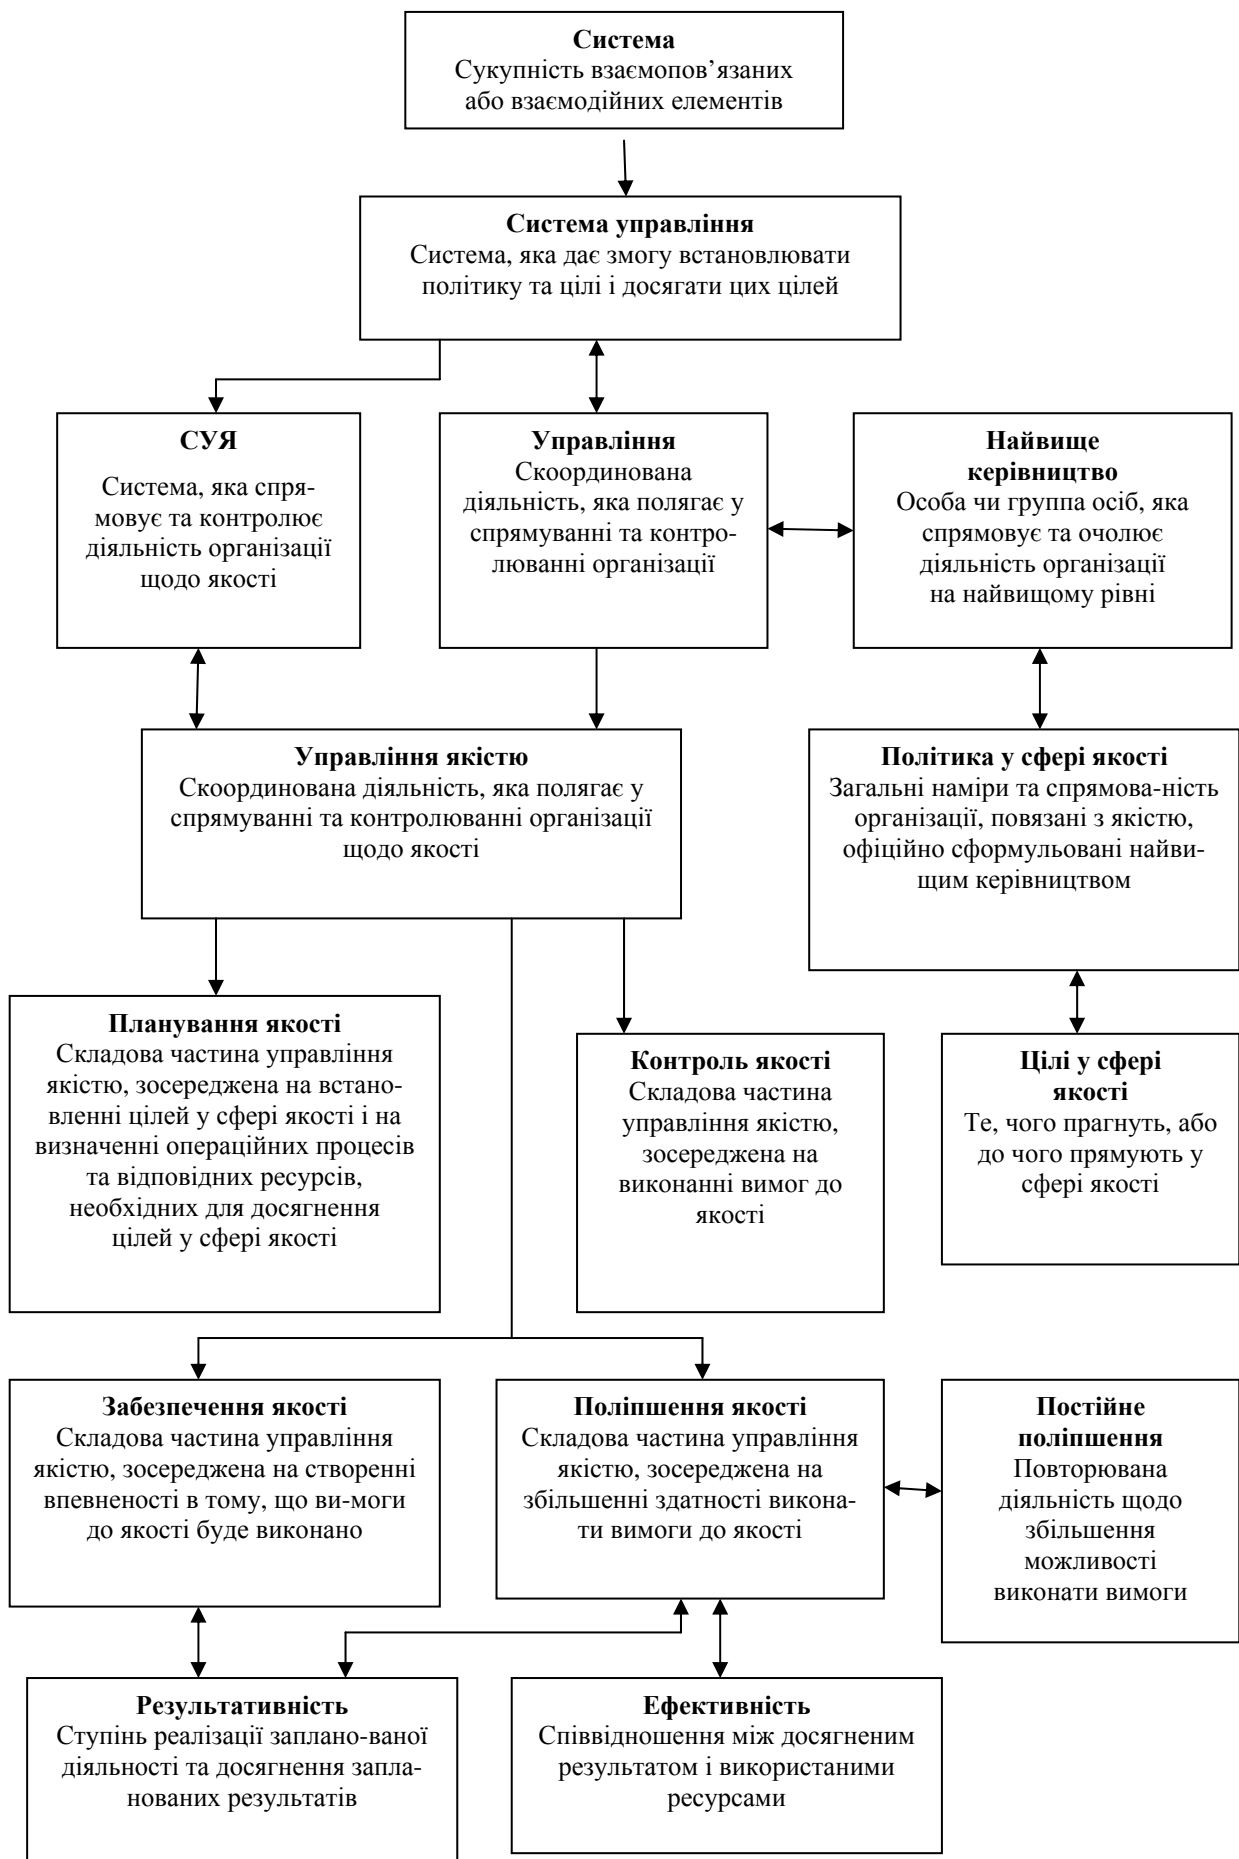 Система
Сукупність взаємопов’язаних
або взаємодійних елементів
Система управління
Система, яка дає змогу встановлювати
політику та цілі і досягати цих цілей
СУЯ
Система, яка спря-
мовує та контролює
діяльність організації
щодо якості
Управління
Скоординована
діяльність, яка полягає у
спрямуванні та контро-
люванні організації
Найвище
керівництво
Особа чи группа осіб, яка
спрямовує та очолює
діяльність організації
на найвищому рівні
Управління якістю
Скоординована діяльність, яка полягає у
спрямуванні та контролюванні організації
щодо якості
Політика у сфері якості
Загальні наміри та спрямова-ність
організації, повязані з якістю,
офіційно сформульовані найви-
щим керівництвом
Планування якості
Складова частина управління
якістю, зосереджена на встано-
вленні цілей у сфері якості і на
визначенні операційних процесів
та відповідних ресурсів,
необхідних для досягнення
цілей у сфері якості
Контроль якості
Складова частина
управління якістю,
зосереджена на
виконанні вимог до
якості
Цілі у сфері
якості
Те, чого прагнуть, або
до чого прямують у
сфері якості
Забезпечення якості
Складова частина управління
якістю, зосереджена на створенні
впевненості в тому, що ви-моги
до якості буде виконано
Поліпшення якості
Складова частина управління
якістю, зосереджена на
збільшенні здатності викона-
ти вимоги до якості
Постійне
поліпшення
Повторювана
діяльність щодо
збільшення
можливості
виконати вимоги
Результативність
Ступінь реалізації заплано-ваної
діяльності та досягнення запла-
нованих результатів
Ефективність
Співвідношення між досягненим
результатом і використаними
ресурсами